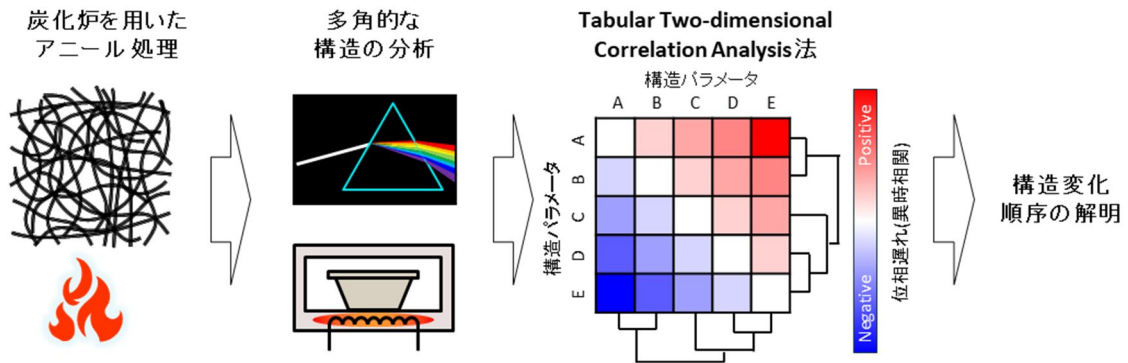 炭化炉を用いた
アニール処理
多角的な
構造の分析
Tabular Two-dimensional
Correlation Analysis法
構造パラメータ
A B C D E
構造パラメータ
A
B
C
D
E
Positive
Negative
位相遅れ(異時相関)
構造変化
順序の解明